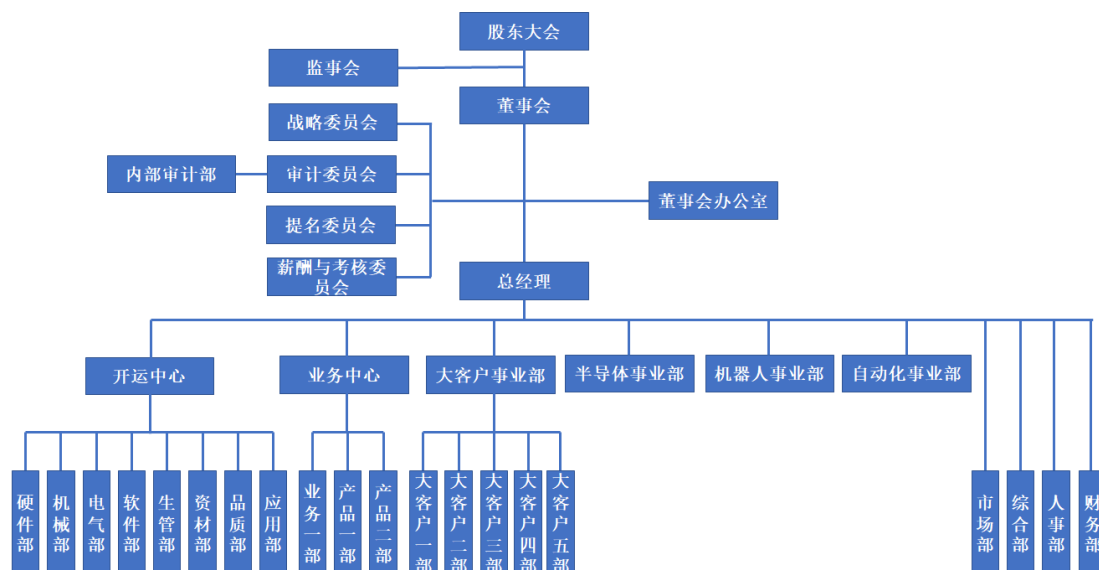 股东大会
监事会
董事会
战略委员会
内部审计部
审计委员会
董事会办公室
提名委员会
薪酬与考核委
员会
总经理
开运中心
业务中心
大客户事业部
半导体事业部
机器人事业部
自动化事业部
硬件部
机械部
电气部
软件部
生管部
资材部
品质部
应用部
业务一部
产品一部
产品二部
大客户一部
大客户二部
大客户三部
大客户四部
大客户五部
市场部
综合部
人事部
财务部